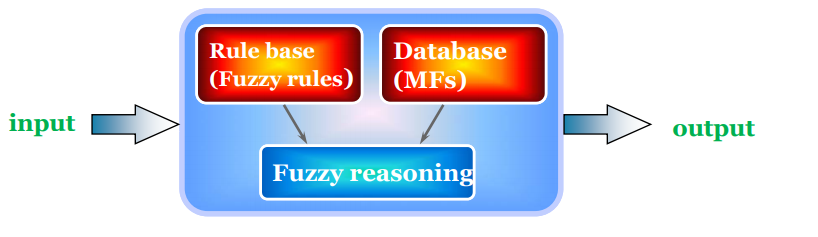 Rule base
(Fuzzy rules)
Database
(MFs)
input
output
Fuzzy reasoning